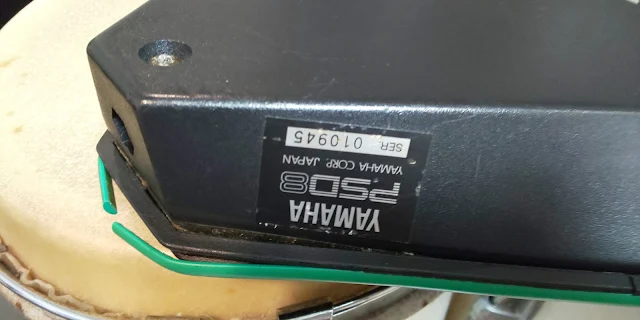 YAMAHA
PSD8
YAMAHA CORP. JAPAN
SER. 010945